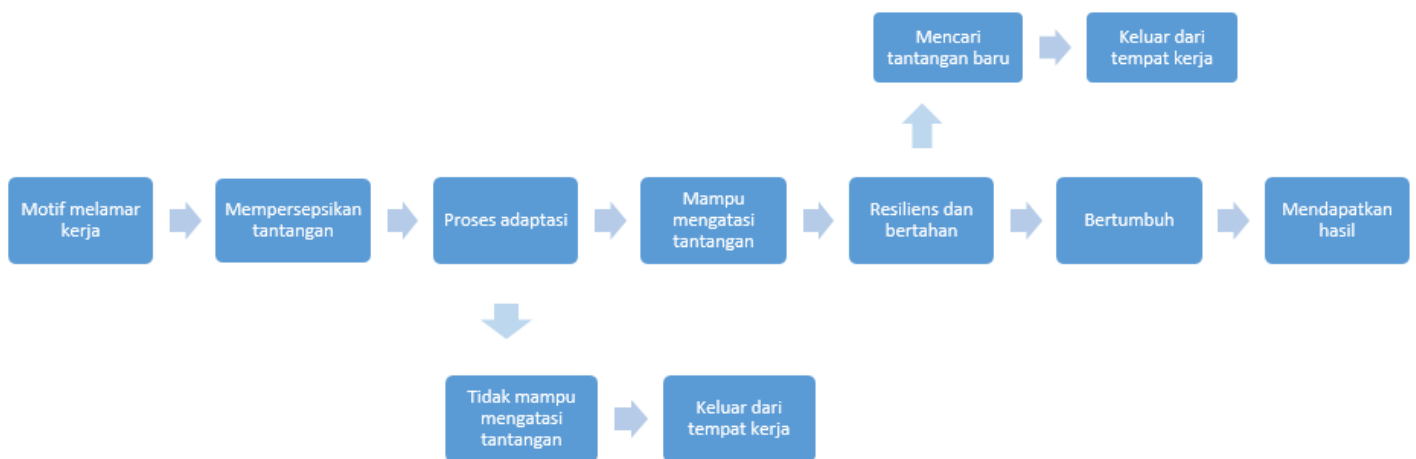 Mencari
tantangan baru
Keluar dari
tempat kerja
Motif melamar
kerja
Mempersepsikan
tantangan
Proses adaptasi
Mampu
mengatasi
tantangan
Resiliens dan
bertahan
Bertumbuh
Mendapatkan
hasil
Tidak mampu
mengatasi
tantangan
Keluar dari
tempat kerja